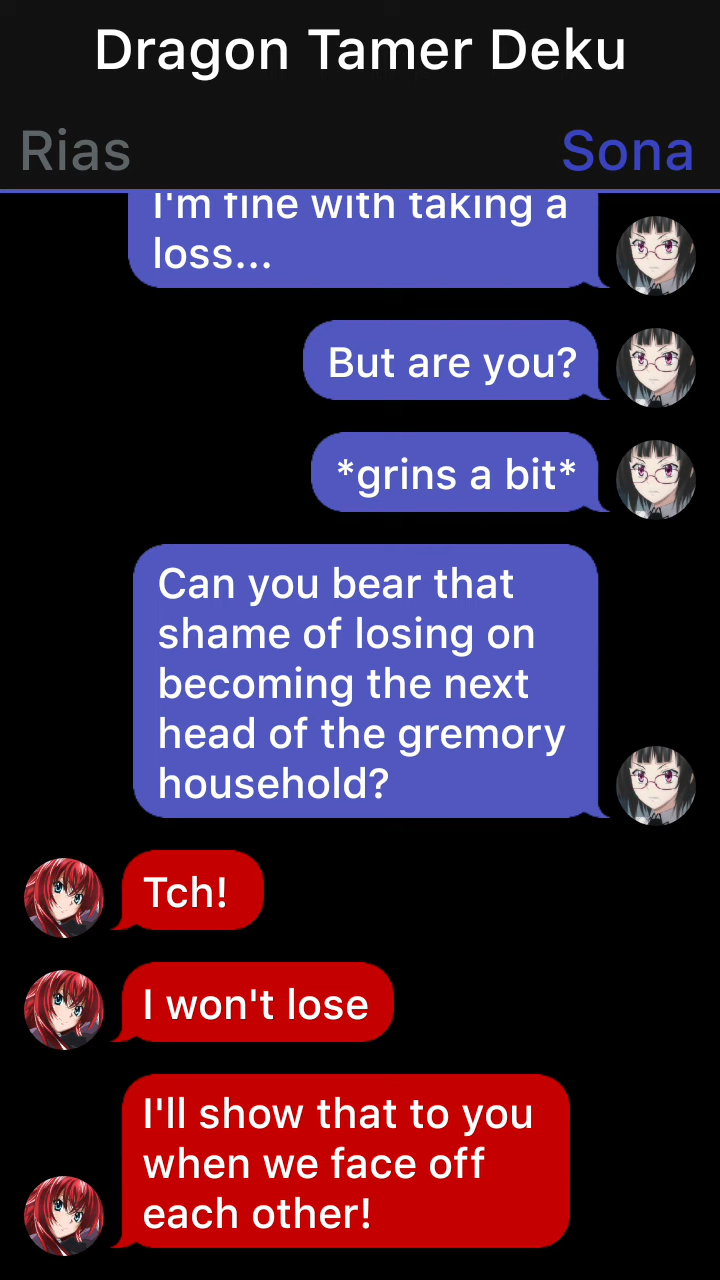 Dragon Tamer Deku
Rias
Sona
I'm fine with taking a
loss...
But are you?
*grins a bit*
Can you bear that
shame of losing on
becoming the next
head of the gremory
household?
Tch!
I won't lose
I'll show that to you
when we face off
each other!